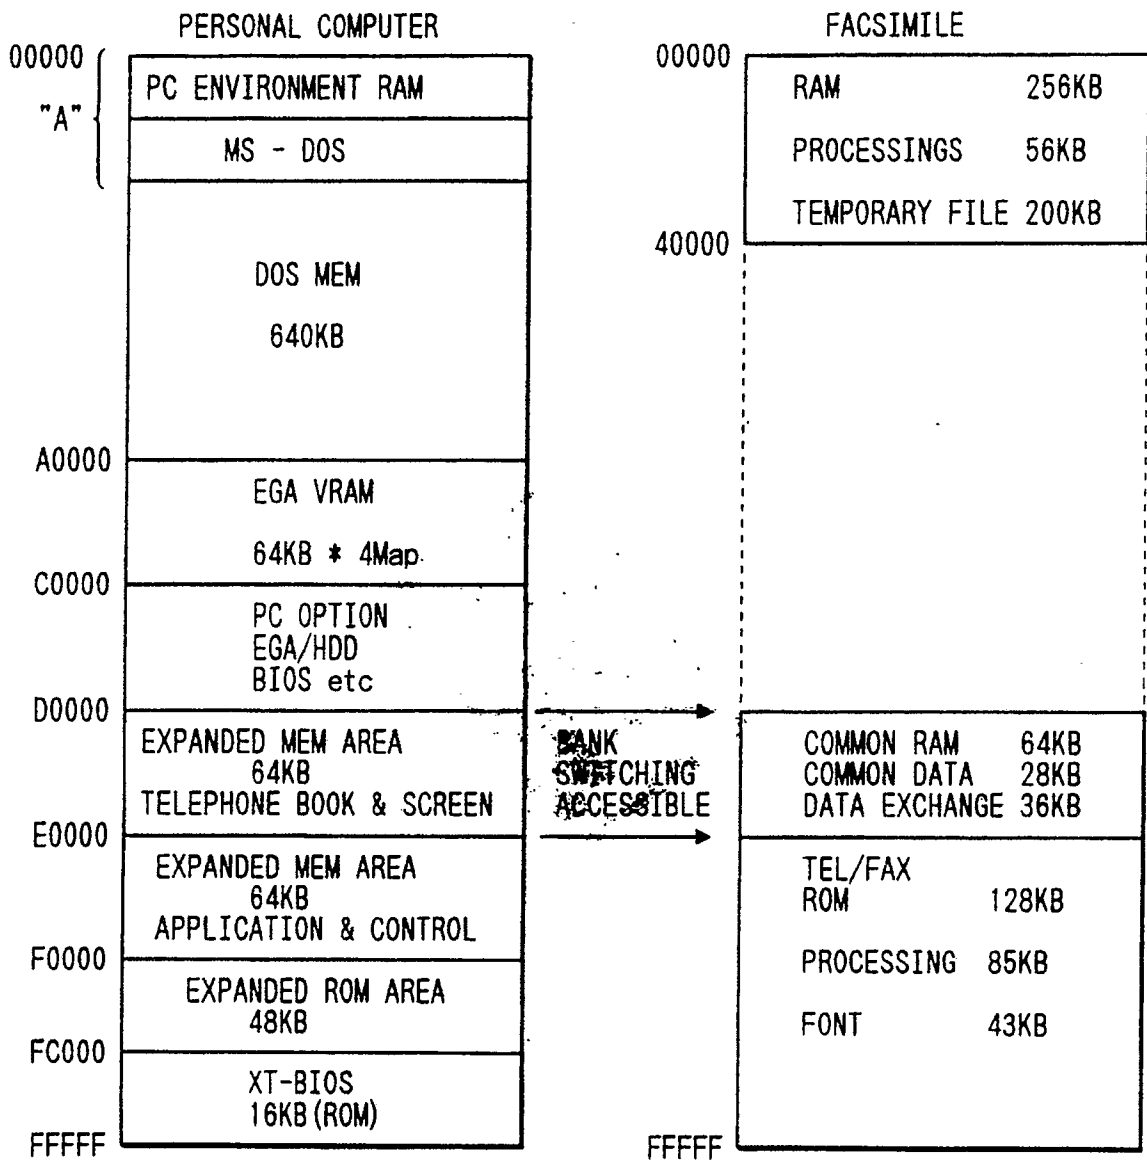 PERSONAL COMPUTER
00000
"A"
PC ENVIRONMENT RAM
MS - DOS
DOS MEM
640KB
A0000
EGA VRAM
64KB * 4Map
C0000
PC OPTION
EGA/HDD
BIOS etc
D0000
EXPANDED MEM AREA
64KB
TELEPHONE BOOK & SCREEN
E0000
EXPANDED MEM AREA
64KB
APPLICATION & CONTROL
F0000
EXPANDED ROM AREA
48KB
FC000
XT-BIOS
16KB(ROM)
FFFFF
BANK
SWITCHING
ACCESSIBLE
FACSIMILE
00000
RAM 256KB
PROCESSINGS 56KB
TEMPORARY FILE 200KB
40000
COMMON RAM 64KB
COMMON DATA 28KB
DATA EXCHANGE 36KB
TEL/FAX
ROM 128KB
PROCESSING 85KB
FONT 43KB
FFFFF